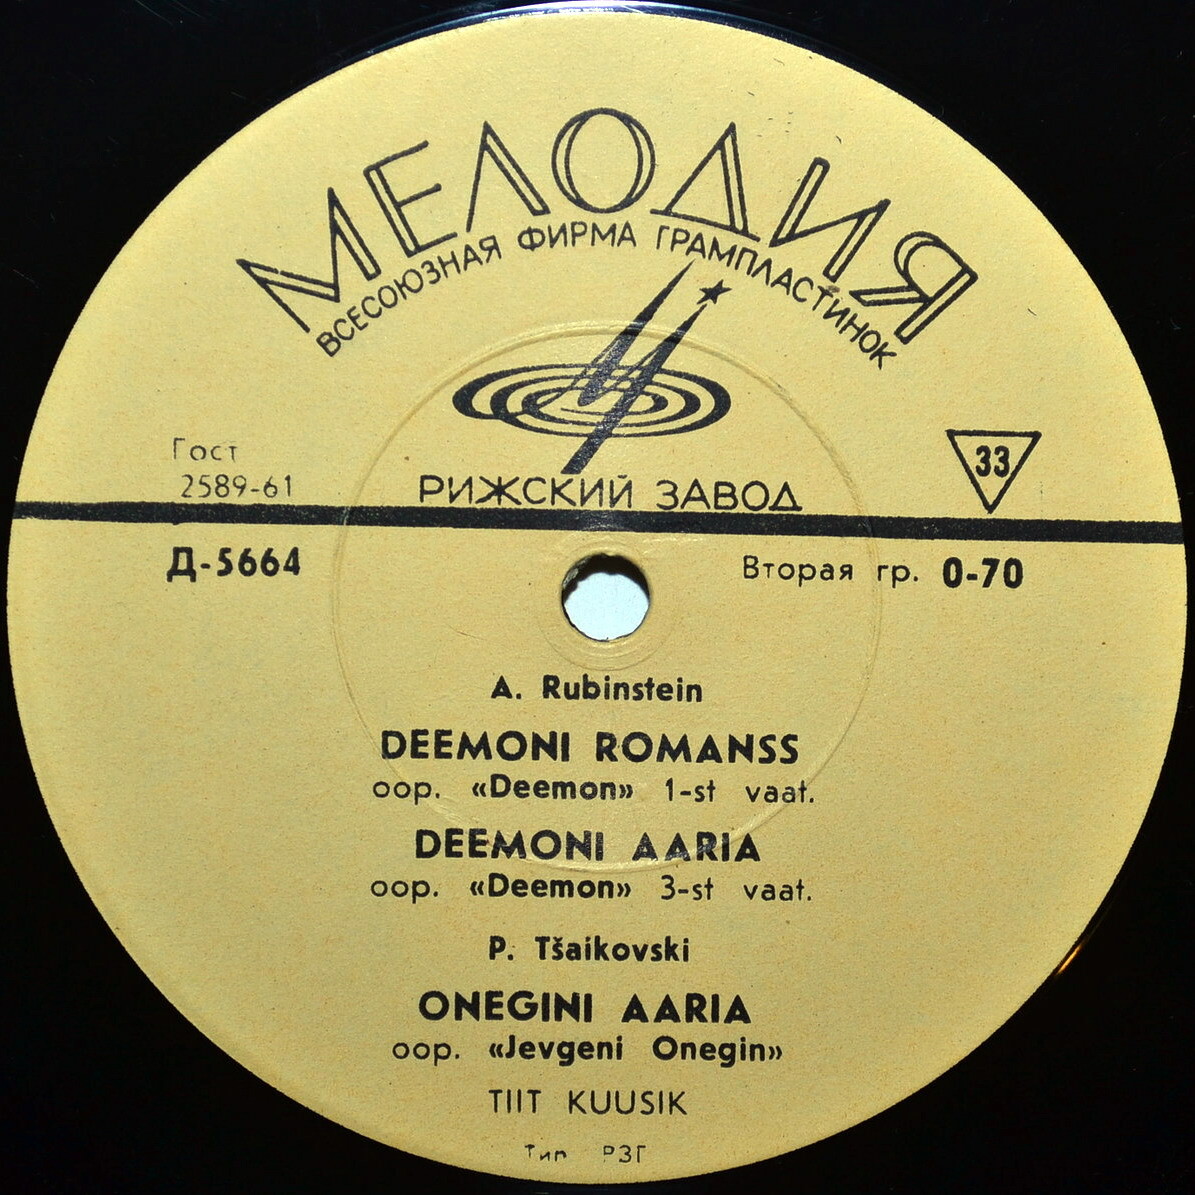 МЕЛОДИЯ
ВСЕСОЮЗНАЯ ФИРМА ГРАМПЛАСТИНОК
Гост
2589-61
33
РИЖСКИЙ ЗАВОД
Д-5664
Вторая гр. 0-70
A. Rubinstein
DEEMONI ROMANSS
oop. «Deemon» 1-st vaat.
DEEMONI AARIA
oop. «Deemon» 3-st vaat.
P. Tšaikovski
ONEGINI AARIA
oop. «Jevgeni Onegin»
TIIT KUUSIK
Тип РЗГ